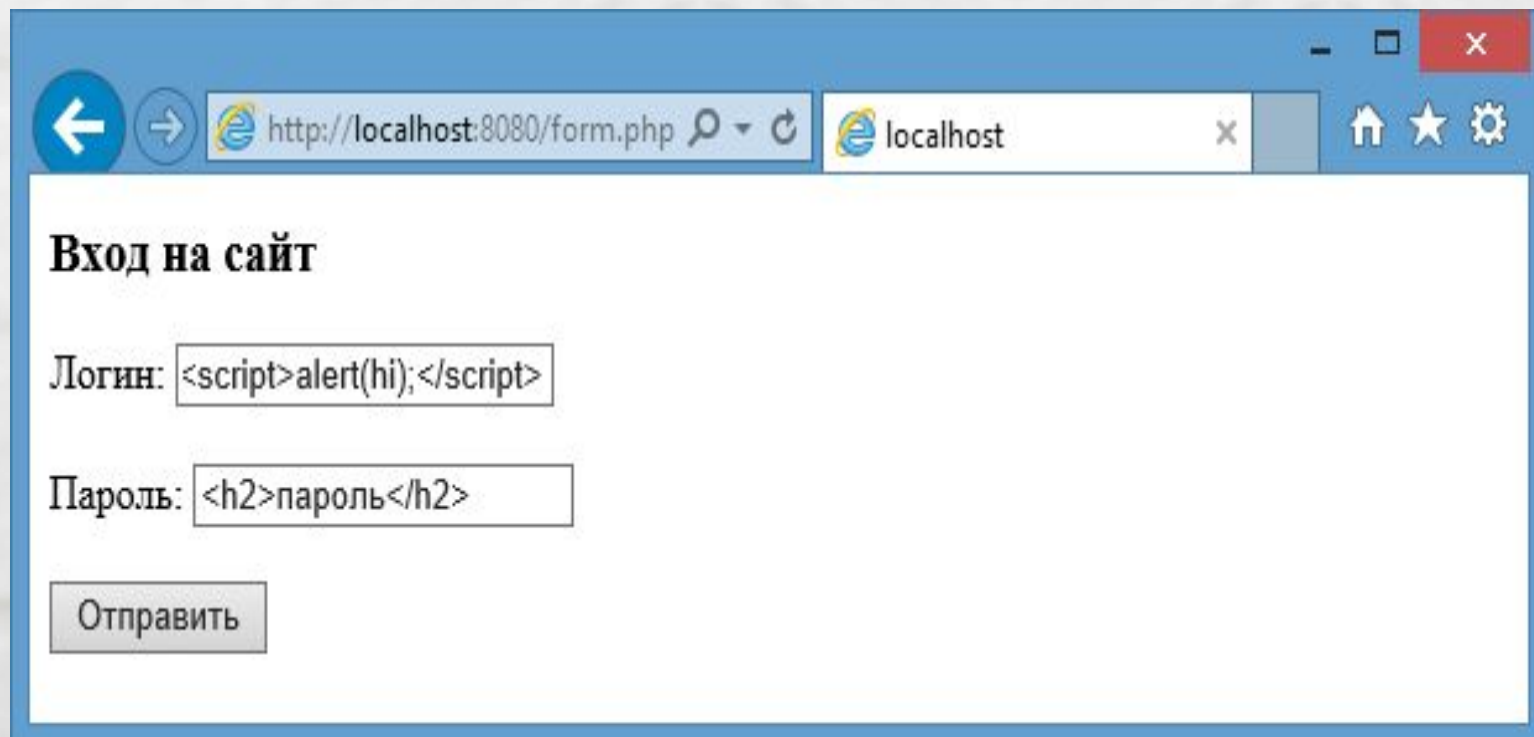 http://localhost:8080/form.php
localhost
Вход на сайт
Логин: <script>alert(hi);</script>
Пароль: <h2>пароль</h2>
Отправить